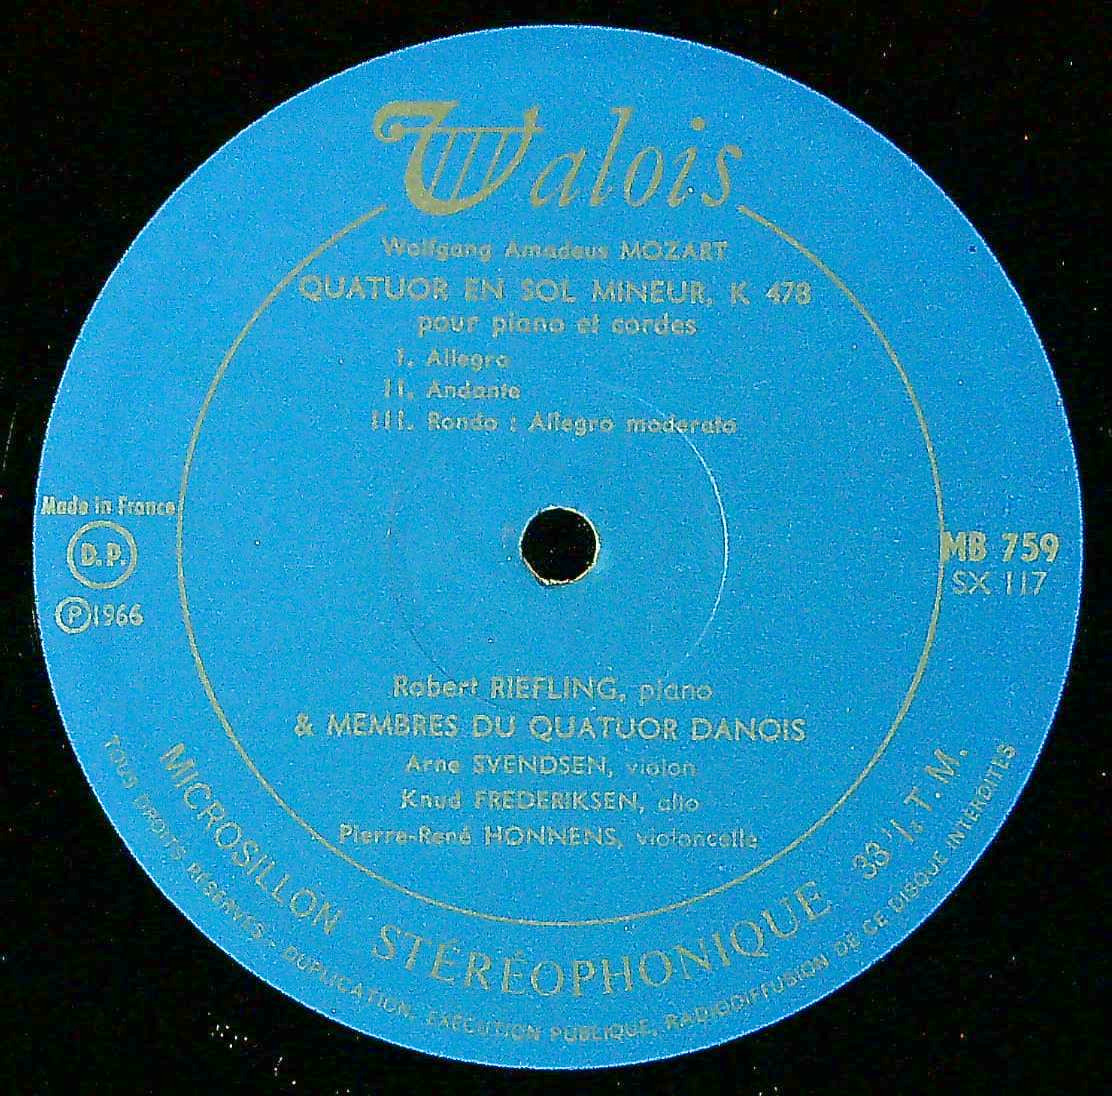 Valois
Wolfgang Amadeus MOZART
QUATUOR EN SOL MINEUR, K 478
pour piano et cordes
I. Allegro
II. Andante
III. Rondo : Allegro moderato
Made in France
D.P.
Ⓟ1966
MB 759
SX 117
Robert RIEFLING, piano
& MEMBRES DU QUATUOR DANOIS
Arne SVENDSEN, violon
Knud FREDERIKSEN, alto
Pierre-René HONNENS, violoncelle
MICROSILLON STÉRÉOPHONIQUE 33 1/3 T.M.
TOUS DROITS RÉSERVÉS - DUPLICATION, EXÉCUTION PUBLIQUE, RADIODIFFUSION DE CE DISQUE INTERDITES